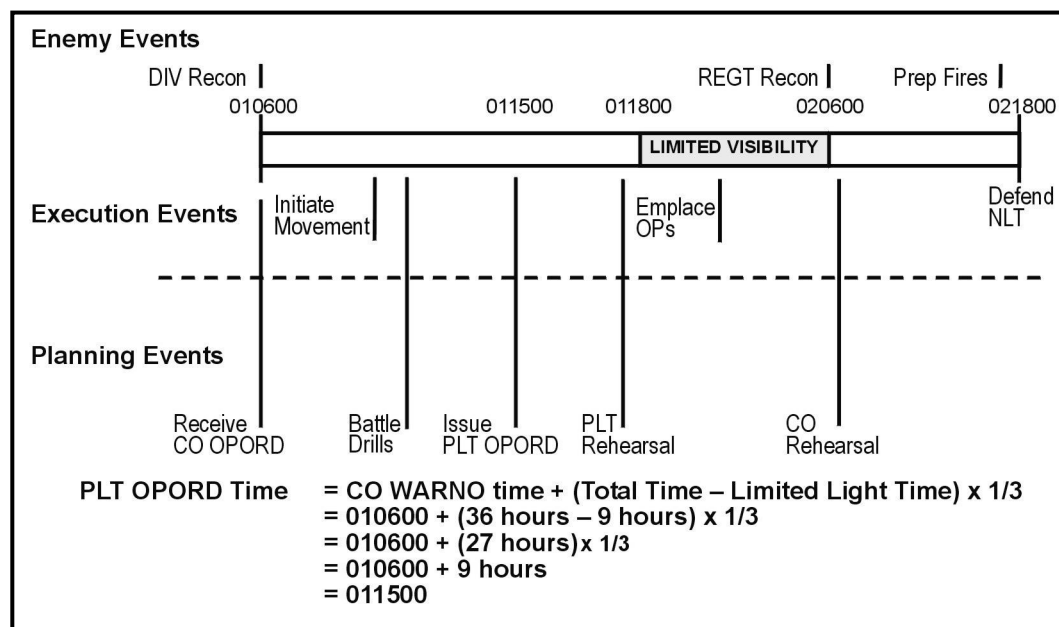 Enemy Events
DIV Recon
REGT Recon
Prep Fires
010600
011500
011800
020600
021800
LIMITED VISIBILITY
Execution Events
Initiate
Movement
Emplace
OPs
Defend
NLT
Planning Events
Receive
CO OPORD
Battle
Drills
Issue
PLT OPORD
PLT
Rehearsal
CO
Rehearsal
PLT OPORD Time = CO WARNO time + (Total Time – Limited Light Time) x 1/3
= 010600 + (36 hours – 9 hours) x 1/3
= 010600 + (27 hours) x 1/3
= 010600 + 9 hours
= 011500